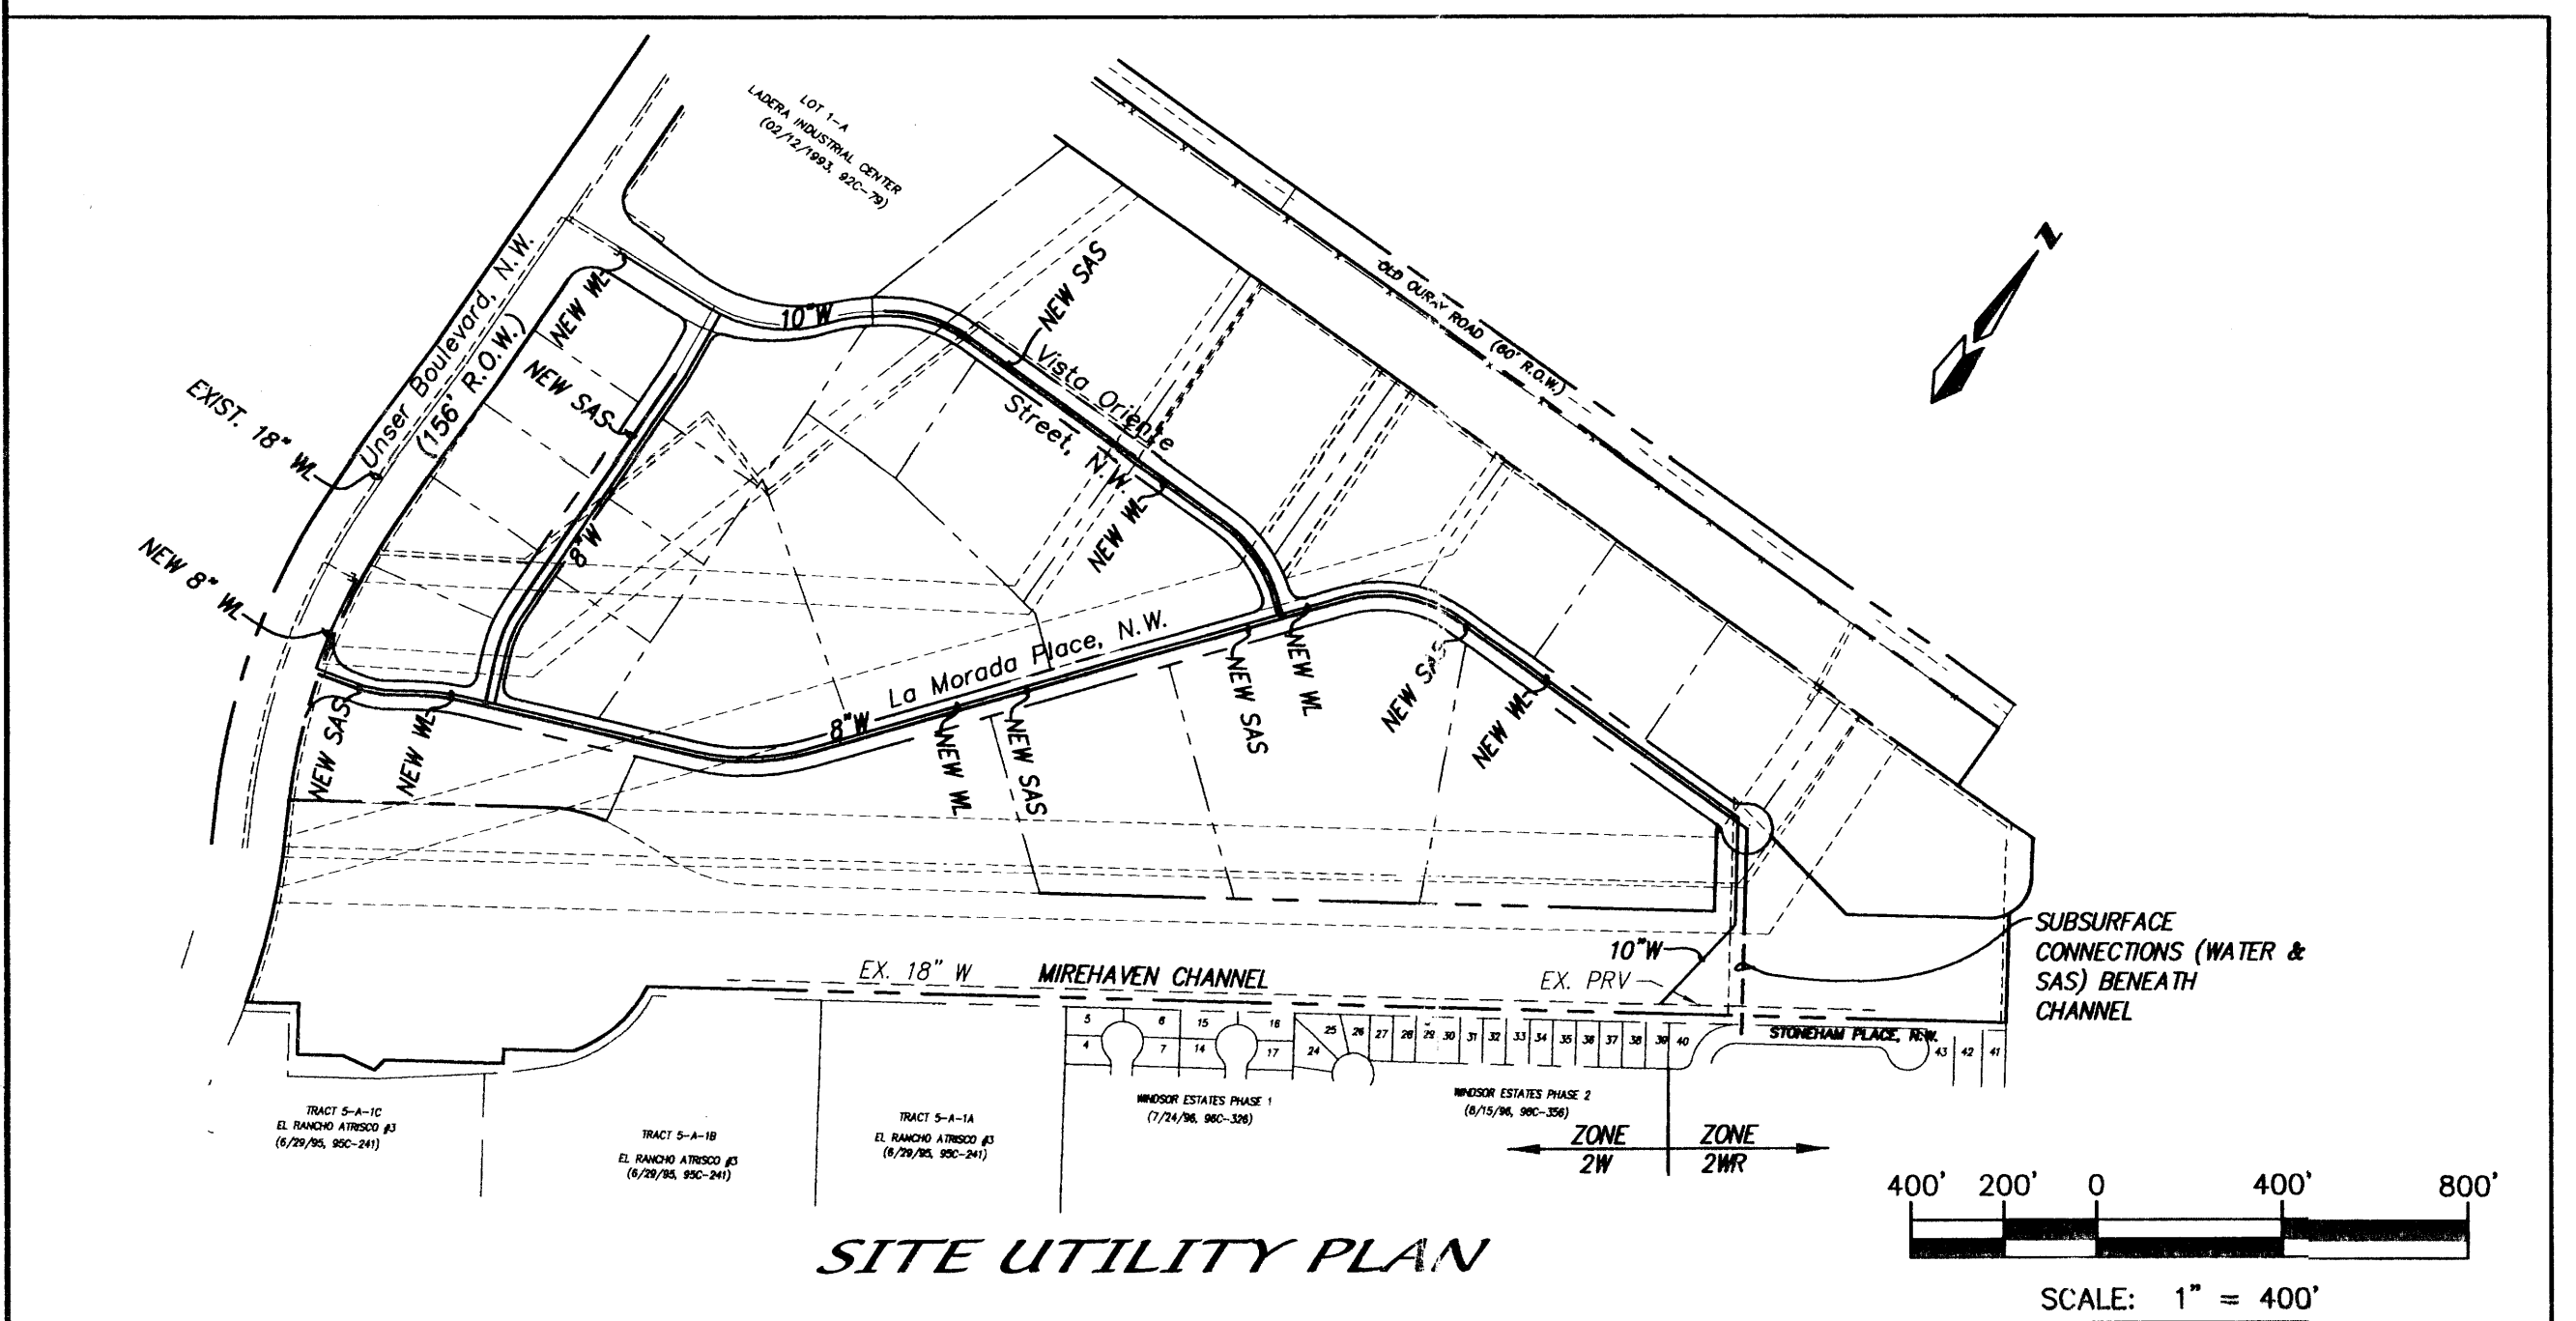 LOT 1-A
LADERA INDUSTRIAL CENTER
(02/12/1993, 92C-79)
OLD OURAY ROAD (60' R.O.W.)
N
Unser Boulevard, N.W.
(156' R.O.W.)
EXIST. 18" WL
NEW 8" WL
NEW WL
NEW SAS
10"W
NEW SAS
Vista Oriente
Street, N.W.
NEW WL
8"W
La Morada Place, N.W.
8"W
NEW SAS
NEW WL
NEW WL
NEW SAS
NEW SAS
NEW WL
NEW SAS
NEW WL
10"W
SUBSURFACE
CONNECTIONS (WATER &
SAS) BENEATH
CHANNEL
EX. 18" W
MIREHAVEN CHANNEL
EX. PRV
STONEHAM PLACE, N.W.
5 6 15 16 25 26 27 28 29 30 31 32 33 34 35 36 37 38 39 40
4 7 14 17 24
43 42 41
TRACT 5-A-1C
EL RANCHO ATRISCO #3
(6/29/95, 95C-241)
TRACT 5-A-1B
EL RANCHO ATRISCO #3
(6/29/95, 95C-241)
TRACT 5-A-1A
EL RANCHO ATRISCO #3
(6/29/95, 95C-241)
WINDSOR ESTATES PHASE 1
(7/24/96, 96C-326)
WINDSOR ESTATES PHASE 2
ZONE
2W
ZONE
2WR
400' 200' 0 400' 800'
SITE UTILITY PLAN
SCALE: 1" = 400'